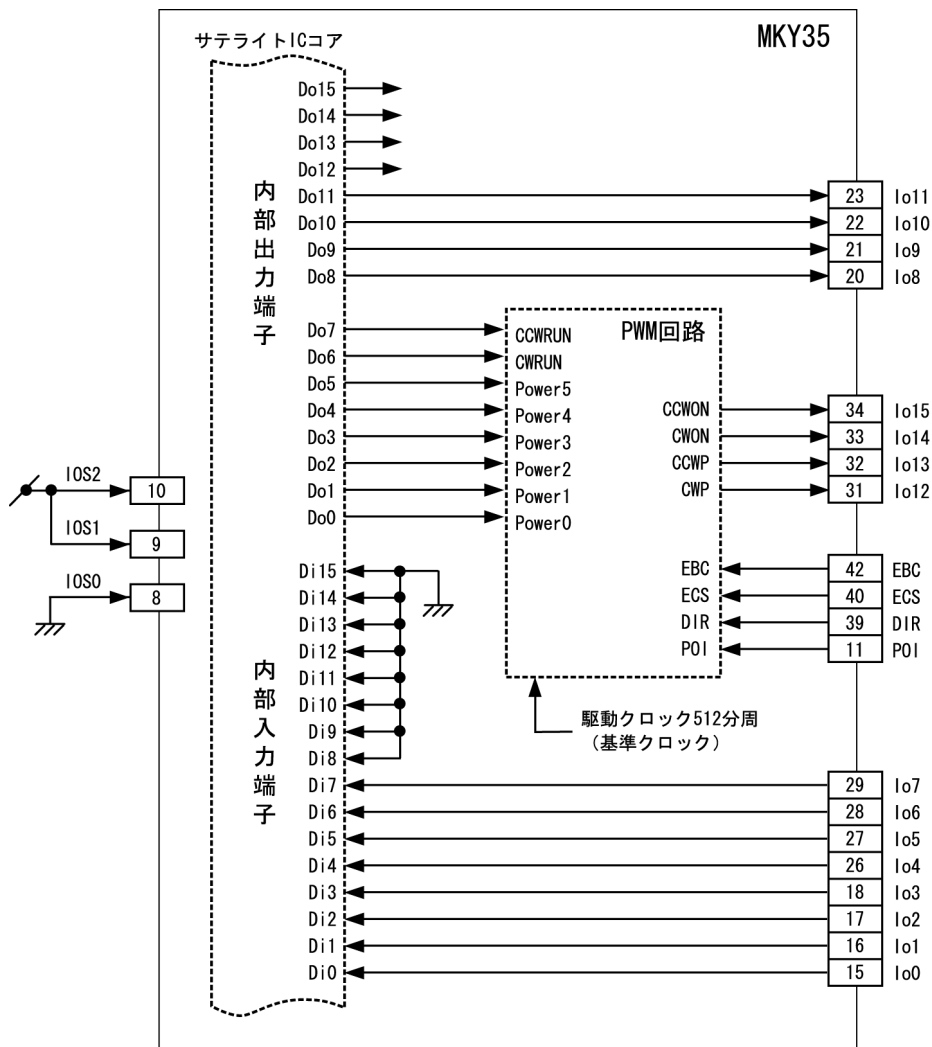 MKY35
サテライトICコア
内部出力端子
Do15
Do14
Do13
Do12
Do11
Do10
Do9
Do8
Do7
Do6
Do5
Do4
Do3
Do2
Do1
Do0
23 Io11
22 Io10
21 Io9
20 Io8
PWM回路
CCWRUN
CWRUN
Power5
Power4
Power3
Power2
Power1
Power0
CCWON
CWON
CCWP
CWP
34 Io15
33 Io14
32 Io13
31 Io12
EBC
ECS
DIR
POI
42 EBC
40 ECS
39 DIR
11 POI
駆動クロック512分周
(基準クロック)
IOS2 10
IOS1 9
IOS0 8
内部入力端子
Di15
Di14
Di13
Di12
Di11
Di10
Di9
Di8
Di7
Di6
Di5
Di4
Di3
Di2
Di1
Di0
29 Io7
28 Io6
27 Io5
26 Io4
18 Io3
17 Io2
16 Io1
15 Io0